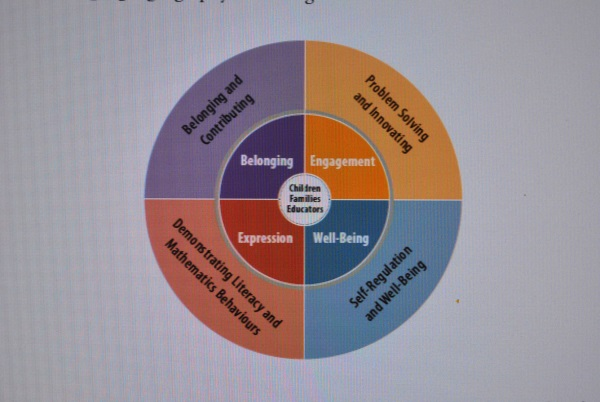 Belonging and
Contributing
Problem Solving
and Innovating
Belonging
Engagement
Children
Families
Educators
Expression
Well-Being
Demonstrating Literacy and
Mathematics Behaviours
Self-Regulation
and Well-Being